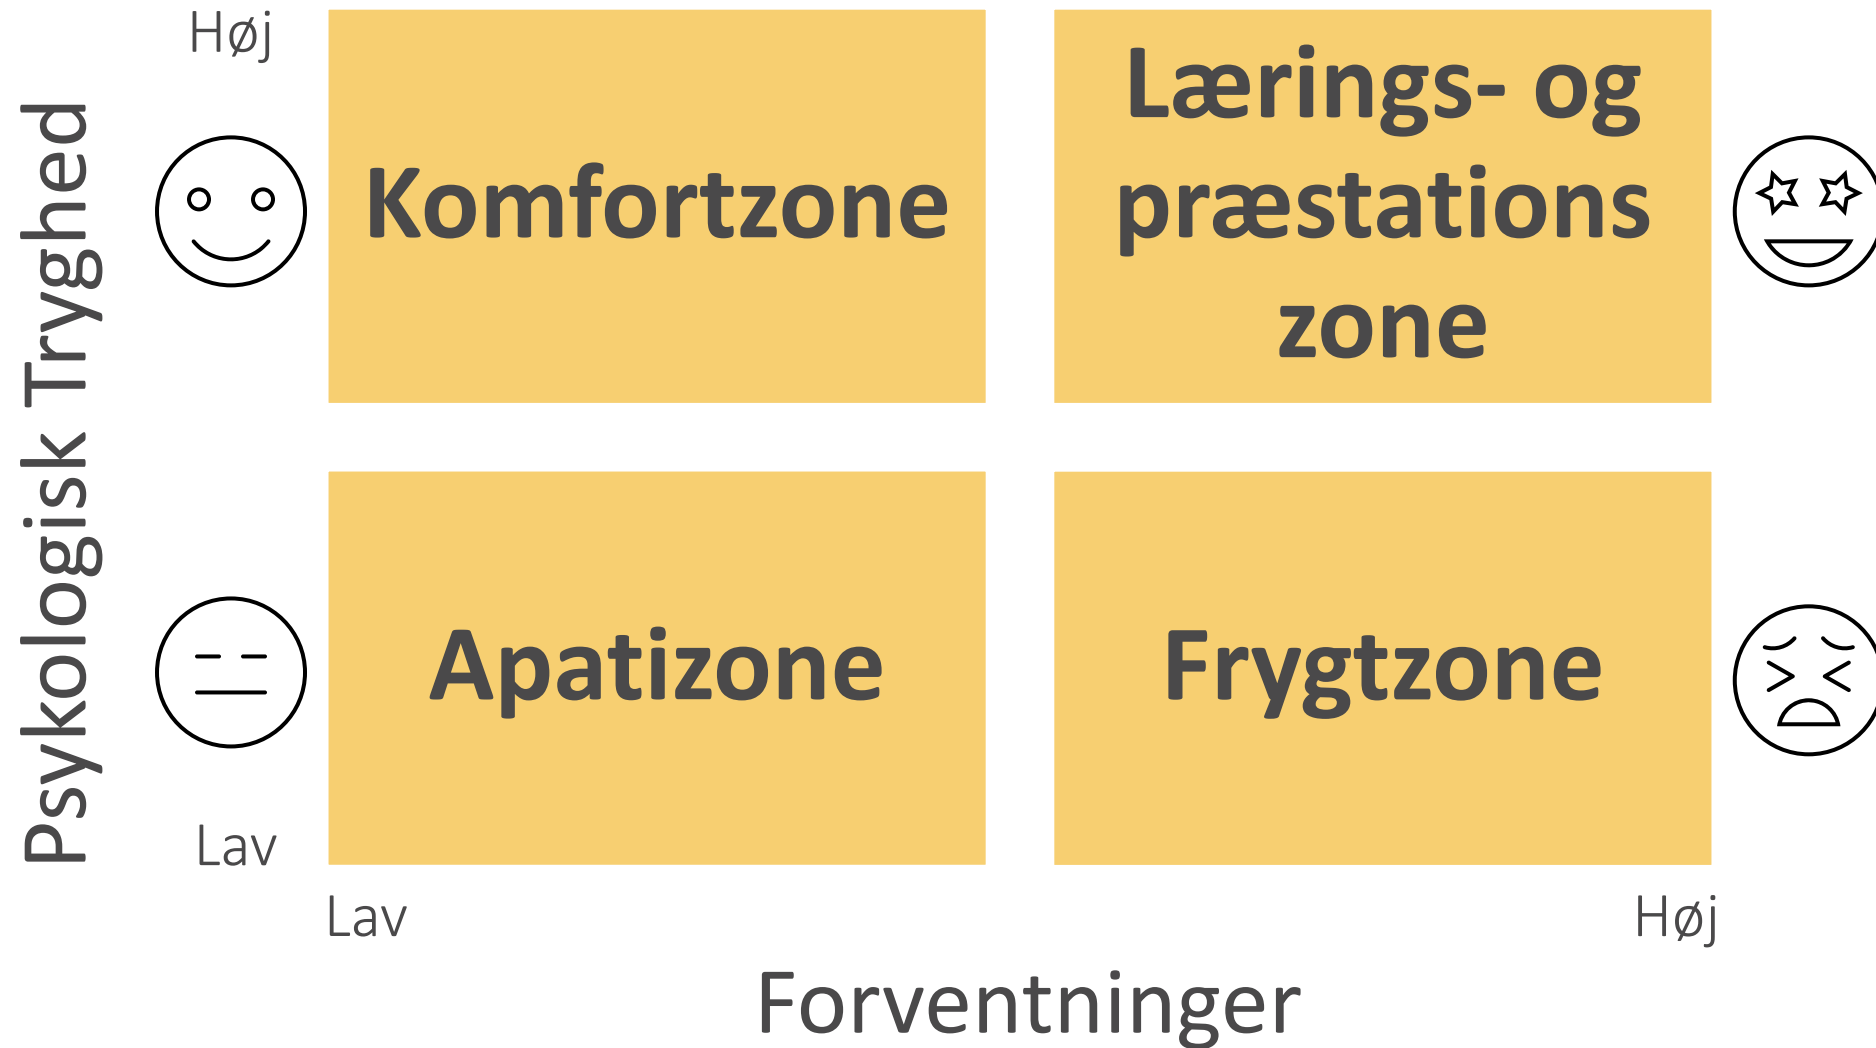 Høj
Psykologisk Tryghed
Komfortzone
Lærings- og
præstations
zone
Apatizone
Frygtzone
Lav
Lav
Høj
Forventninger